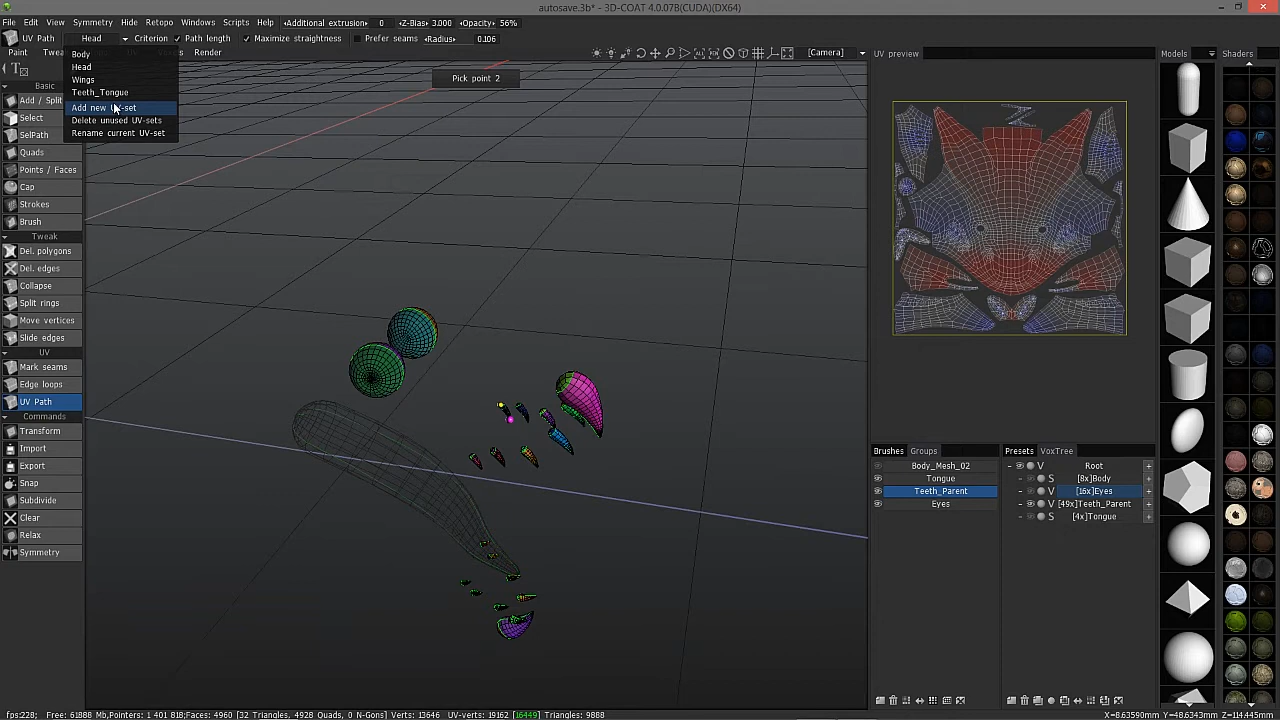 autosave.3b* - 3D-COAT 4.0.07B(CUDA)(DX64)
File Edit View Symmetry Hide Retopo Windows Scripts Help Additional extrusion 0 Z-Bias 3.000 Opacity 56%
UV Path Head Criterion Path length Maximize straightness Prefer seams Radius 0.106
Paint Render [Camera] UV preview Models Shaders
Body
Head
Wings
Teeth_Tongue
Add new UV-set
Delete unused UV-sets
Rename current UV-set
Pick point 2
Basic
Add / Split
Select
SelPath
Quads
Points / Faces
Cap
Strokes
Brush
Tweak
Del. polygons
Del. edges
Collapse
Split rings
Move vertices
Slide edges
UV
Mark seams
Edge loops
UV Path
Commands
Transform
Import
Export
Snap
Subdivide
Clear
Relax
Symmetry
Brushes Groups
Body_Mesh_02
Tongue
Teeth_Parent
Eyes
Presets VoxTree
V Root +
S [8x]Body +
V [16x]Eyes +
V [49x]Teeth_Parent +
S [4x]Tongue +
fps:228; Free: 61888 Mb,Pointers: 1 401 818; Faces: 4960 [32 Triangles, 4928 Quads, 0 N-Gons] Verts: 13646 UV-verts: 19162 [16449] Triangles: 9888 X=8.63590mm Y=48.6343mm Z=114.445mm